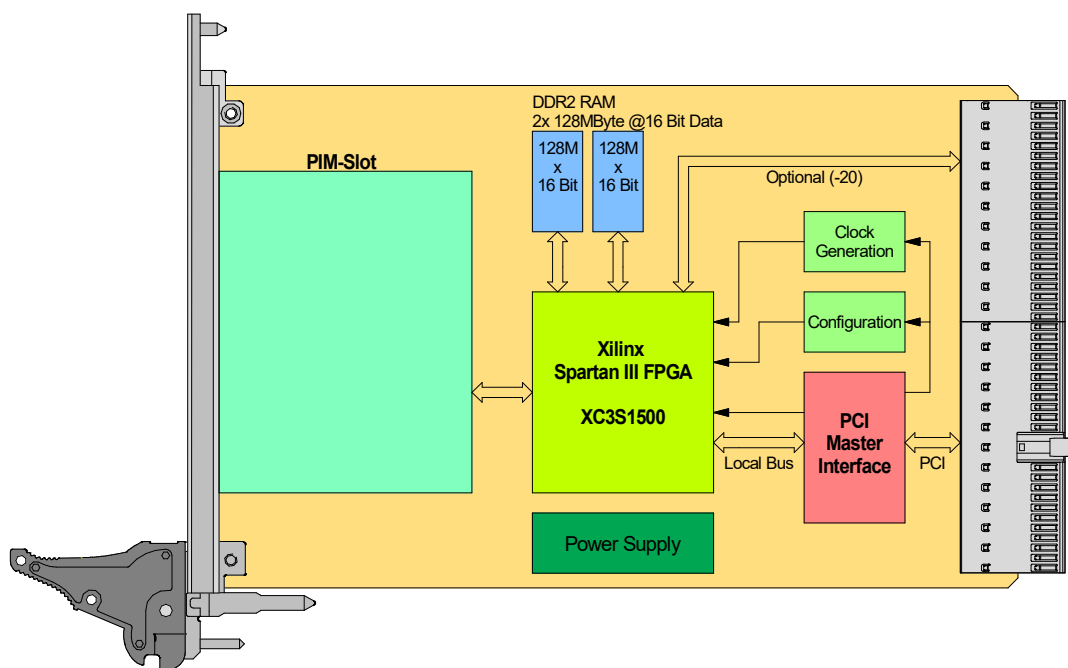 DDR2 RAM
2x 128MByte @16 Bit Data
128M
x
16 Bit
128M
x
16 Bit
PIM-Slot
Optional (-20)
Clock
Generation
Configuration
Xilinx
Spartan III FPGA
XC3S1500
PCI
Master
Interface
Local Bus
PCI
Power Supply